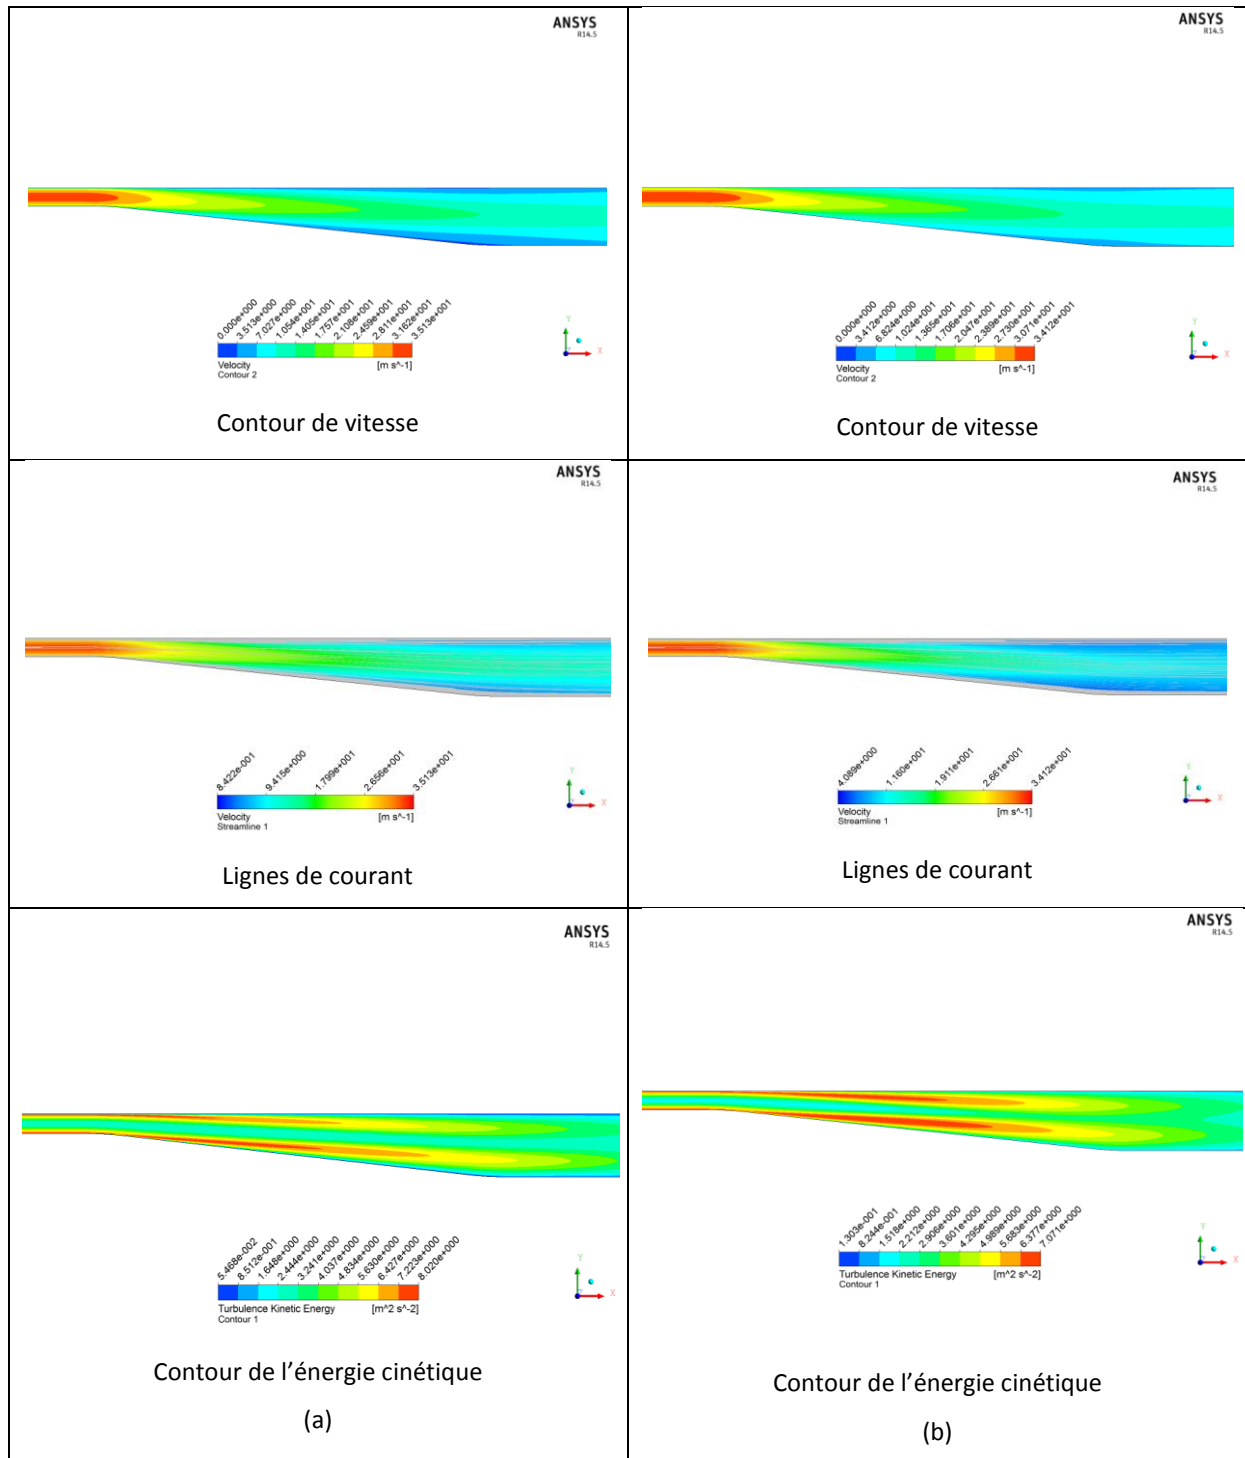 ANSYS
R14.5
0.000e+000
3.513e+000
7.027e+000
1.054e+001
1.405e+001
1.757e+001
2.108e+001
2.459e+001
2.811e+001
3.162e+001
3.513e+001
Velocity
Contour 2
[m s^-1]
Y
X
Contour de vitesse
ANSYS
R14.5
0.000e+000
3.412e+000
6.824e+000
1.024e+001
1.365e+001
1.706e+001
2.047e+001
2.389e+001
2.730e+001
3.071e+001
3.412e+001
Velocity
Contour 2
[m s^-1]
Y
X
Contour de vitesse
ANSYS
R14.5
8.422e-001
9.415e+000
1.799e+001
2.656e+001
3.513e+001
Velocity
Streamline 1
[m s^-1]
Y
X
Lignes de courant
ANSYS
R14.5
4.089e+000
1.160e+001
1.911e+001
2.661e+001
3.412e+001
Velocity
Streamline 1
[m s^-1]
Y
X
Lignes de courant
ANSYS
R14.5
5.468e-002
8.512e-001
1.648e+000
2.444e+000
3.241e+000
4.037e+000
4.834e+000
5.630e+000
6.427e+000
7.223e+000
8.020e+000
Turbulence Kinetic Energy
Contour 1
[m^2 s^-2]
Y
X
Contour de l’énergie cinétique
(a)
ANSYS
R14.5
1.303e-001
8.244e-001
1.518e+000
2.212e+000
2.906e+000
3.601e+000
4.295e+000
4.989e+000
5.683e+000
6.377e+000
7.071e+000
Turbulence Kinetic Energy
Contour 1
[m^2 s^-2]
Y
X
Contour de l’énergie cinétique
(b)